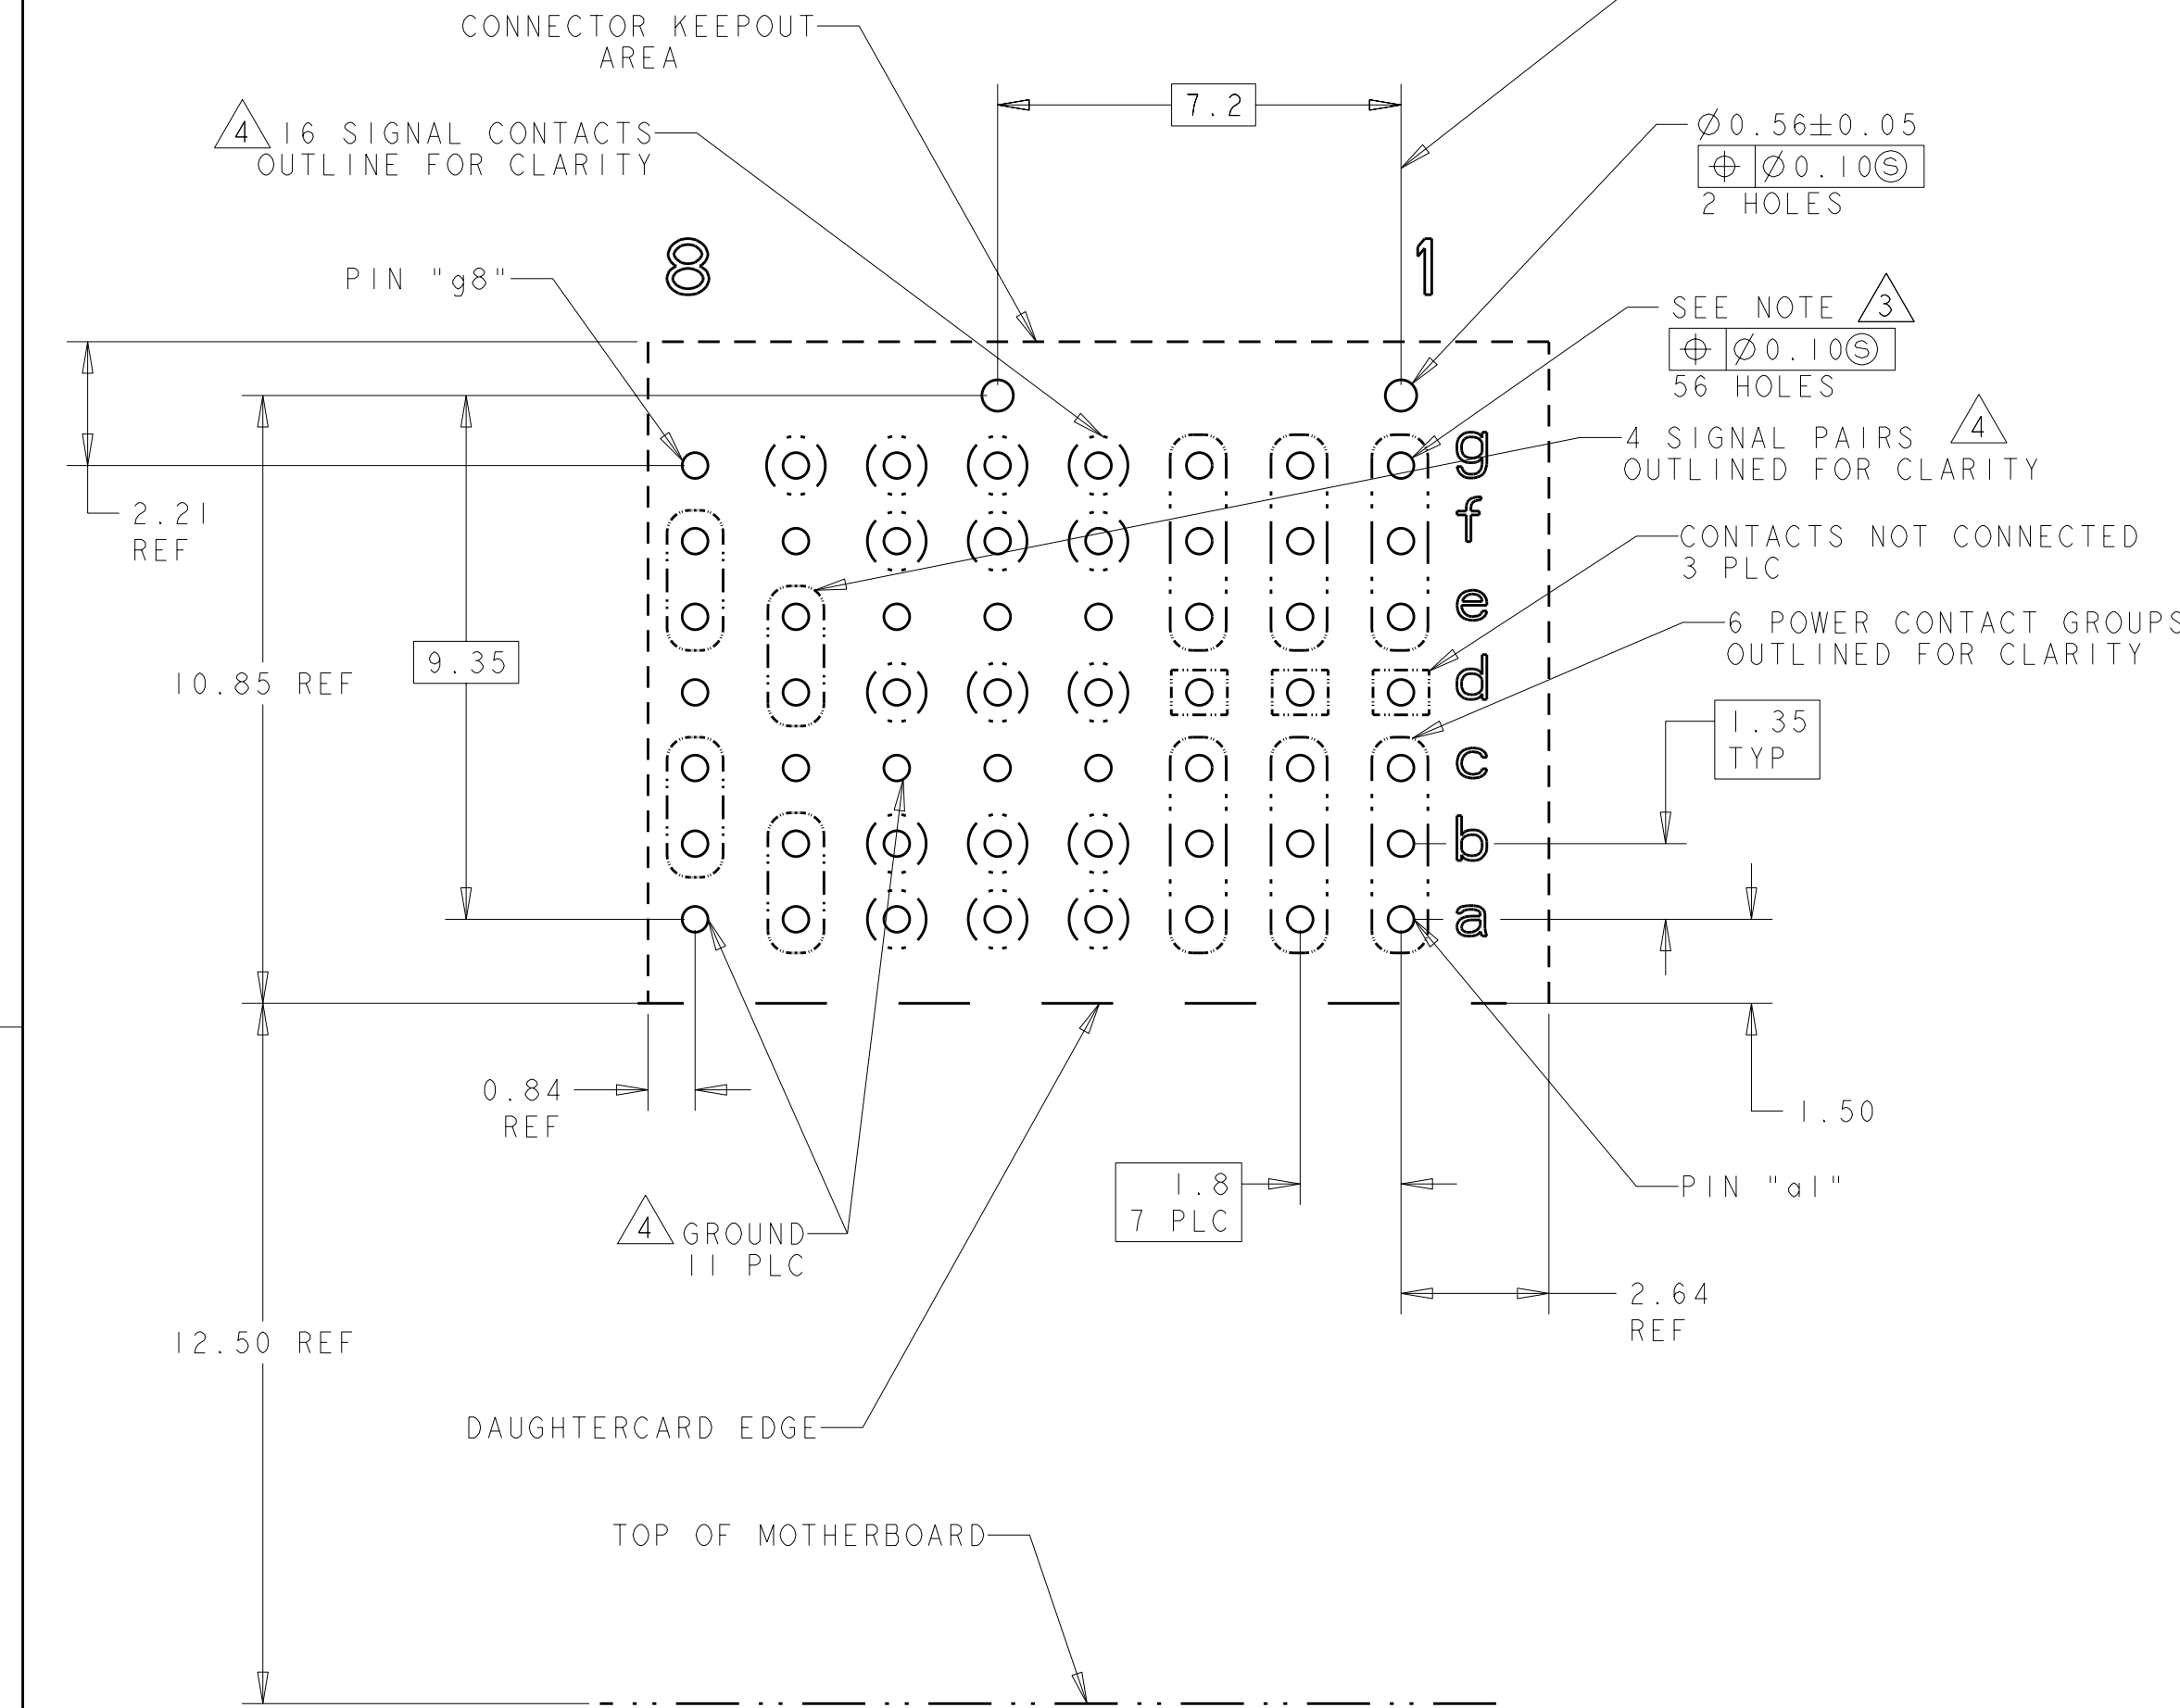 CONNECTOR KEEPOUT
AREA
7.2
4 16 SIGNAL CONTACTS
OUTLINE FOR CLARITY
Ø0.56±0.05
⌖ Ø0.10Ⓢ
2 HOLES
8
1
PIN "g8"
SEE NOTE 3
⌖ Ø0.10Ⓢ
56 HOLES
4 SIGNAL PAIRS 4
OUTLINED FOR CLARITY
g
f
e
d
c
b
a
2.21
REF
CONTACTS NOT CONNECTED
3 PLC
6 POWER CONTACT GROUPS
OUTLINED FOR CLARITY
9.35
10.85 REF
1.35
TYP
0.84
REF
1.50
1.8
7 PLC
PIN "a1"
4 GROUND
11 PLC
2.64
REF
12.50 REF
DAUGHTERCARD EDGE
TOP OF MOTHERBOARD